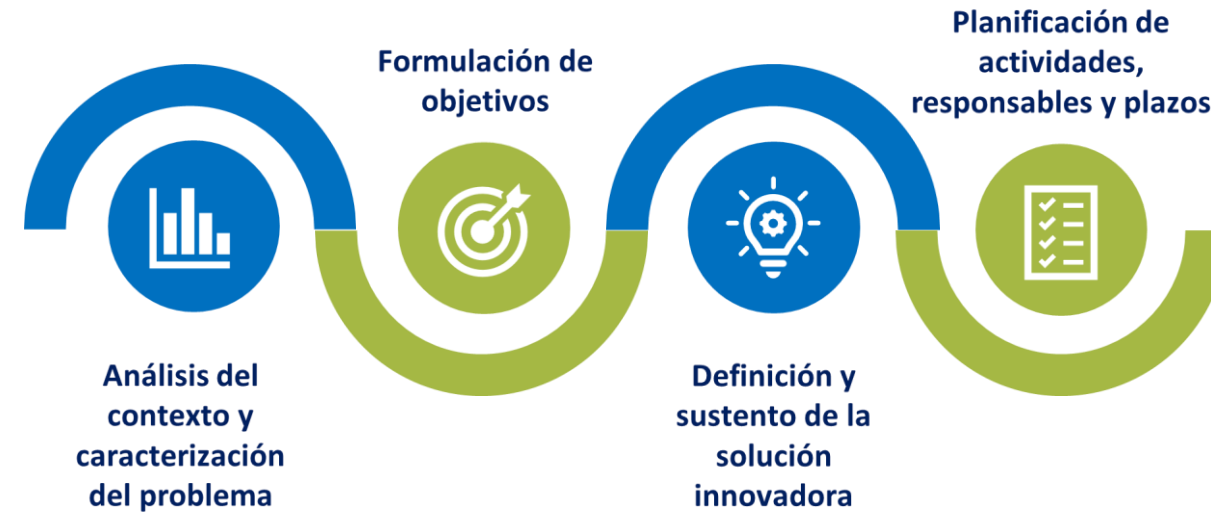 Análisis del
contexto y
caracterización
del problema
Formulación de
objetivos
Definición y
sustento de la
solución
innovadora
Planificación de
actividades,
responsables y plazos